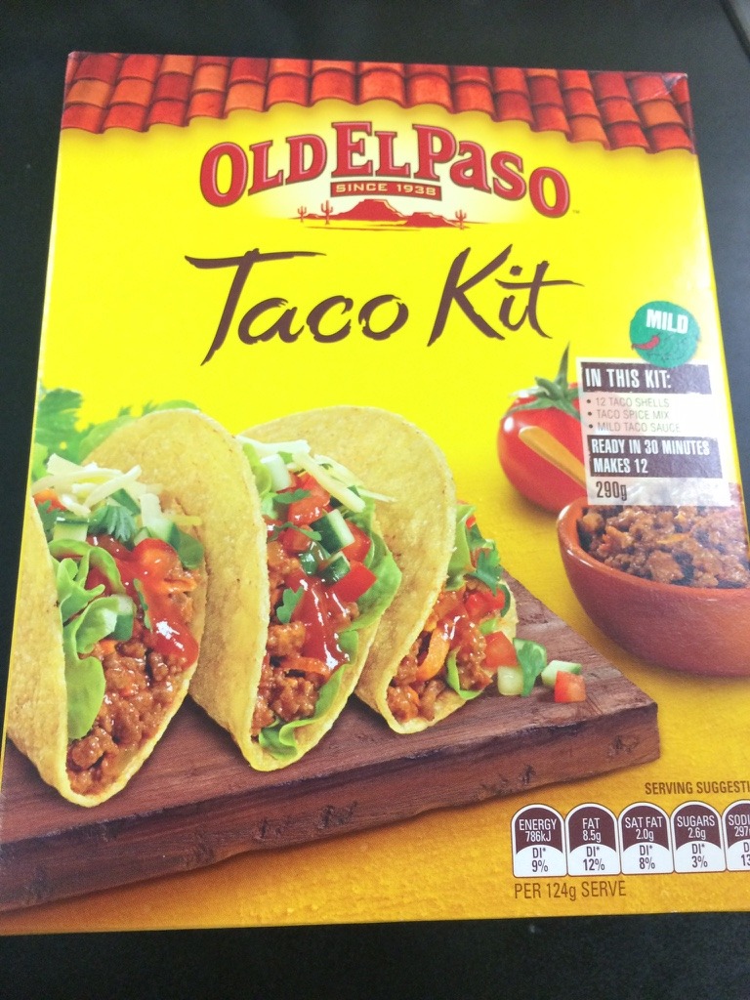 OLD EL PASO
SINCE 1938
™
Taco Kit
MILD
IN THIS KIT:
• 12 TACO SHELLS
• TACO SPICE MIX
• MILD TACO SAUCE
READY IN 30 MINUTES
MAKES 12
290g
SERVING SUGGESTI
ENERGY FAT SAT FAT SUGARS SODI
786kJ 8.5g 2.0g 2.6g 297
DI* DI* DI* DI* D
9% 12% 8% 3% 13
PER 124g SERVE